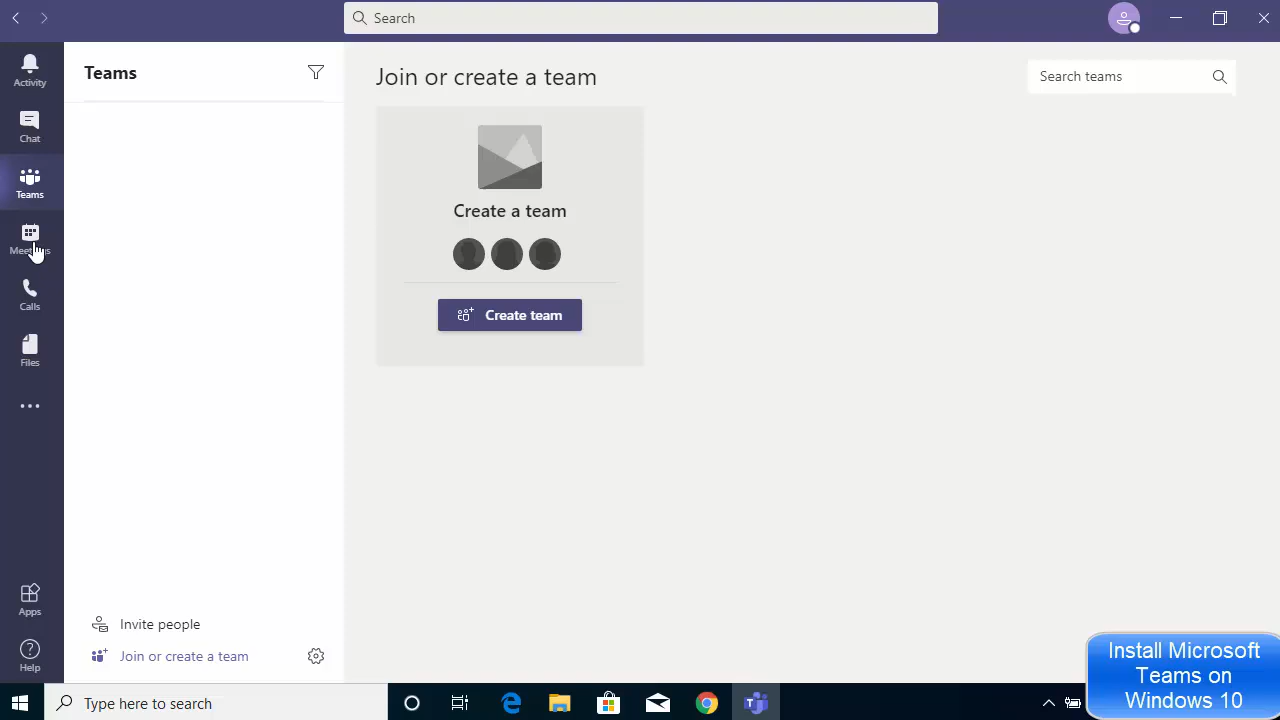 Search
Activity
Chat
Teams
Meetings
Calls
Files
Apps
Help
Teams
Invite people
Join or create a team
Join or create a team
Search teams
Create a team
Create team
Type here to search
Install Microsoft
Teams on
Windows 10